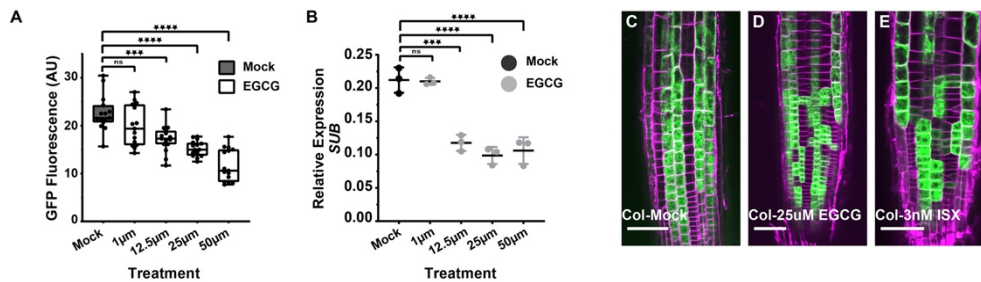 A
****
****
***
ns
GFP Fluorescence (AU)
30
20
10
0
Mock
1µm
12.5µm
25µm
50µm
Treatment
Mock
EGCG
B
****
****
***
ns
Relative Expression
SUB
0.25
0.20
0.15
0.10
0.05
0.00
Mock
1µm
12.5µm
25µm
50µm
Treatment
Mock
EGCG
C
Col-Mock
D
Col-25uM EGCG
E
Col-3nM ISX